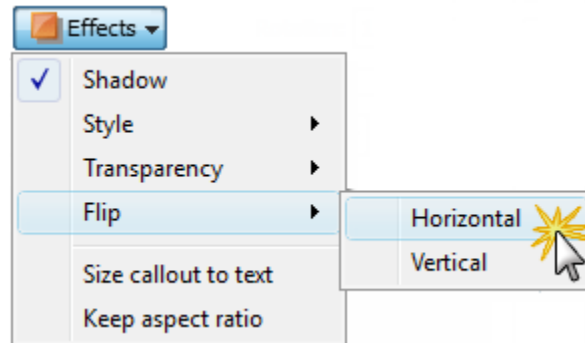 Effects
Shadow
Style
Transparency
Flip
Horizontal
Vertical
Size callout to text
Keep aspect ratio